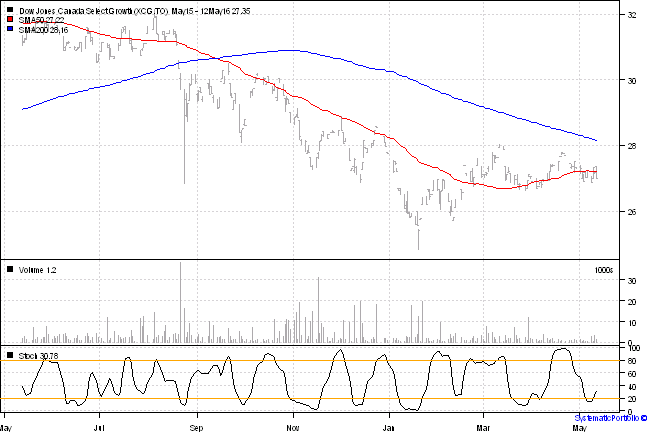 Dow Jones Canada Select Growth (XCG.TO) May15 - 12May16 27.35
SMA50 27.22
SMA200 28.16
32
30
28
26
Volume 1.2
1000s
30
20
10
0
Stoch 30.78
100
80
60
40
20
0
May
Jul
Sep
Nov
Jan
Mar
May
SystematicPortfolio ©